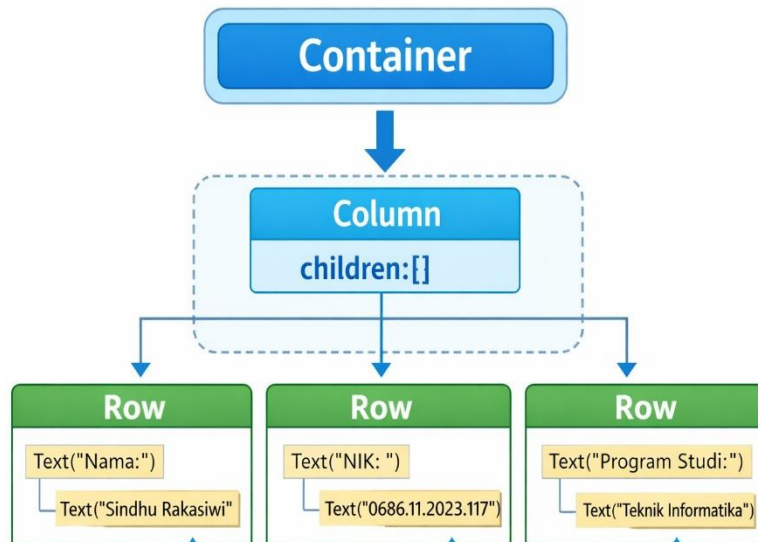 Container
Column
children:[]
Row
Text("Nama:")
Text("Sindhu Rakasiwi"
Row
Text("NIK: ")
Text("0686.11.2023.117")
Row
Text("Program Studi:")
Text("Teknik Informatika")